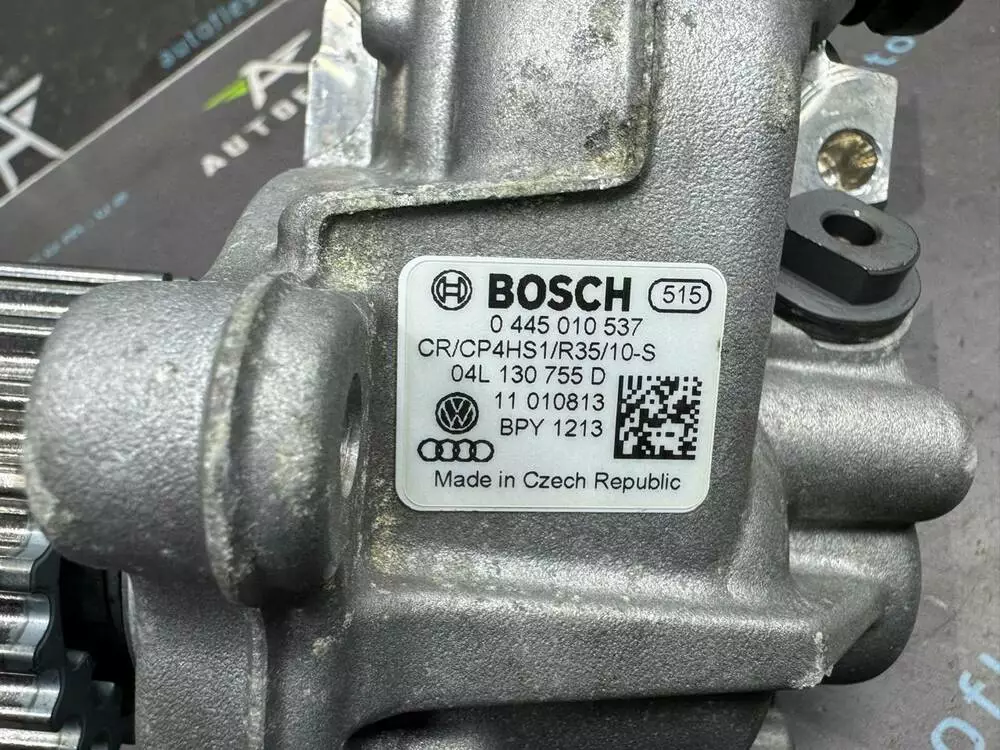 BOSCH 515
0 445 010 537
CR/CP4HS1/R35/10-S
04L 130 755 D
11 010813
BPY 1213
Made in Czech Republic